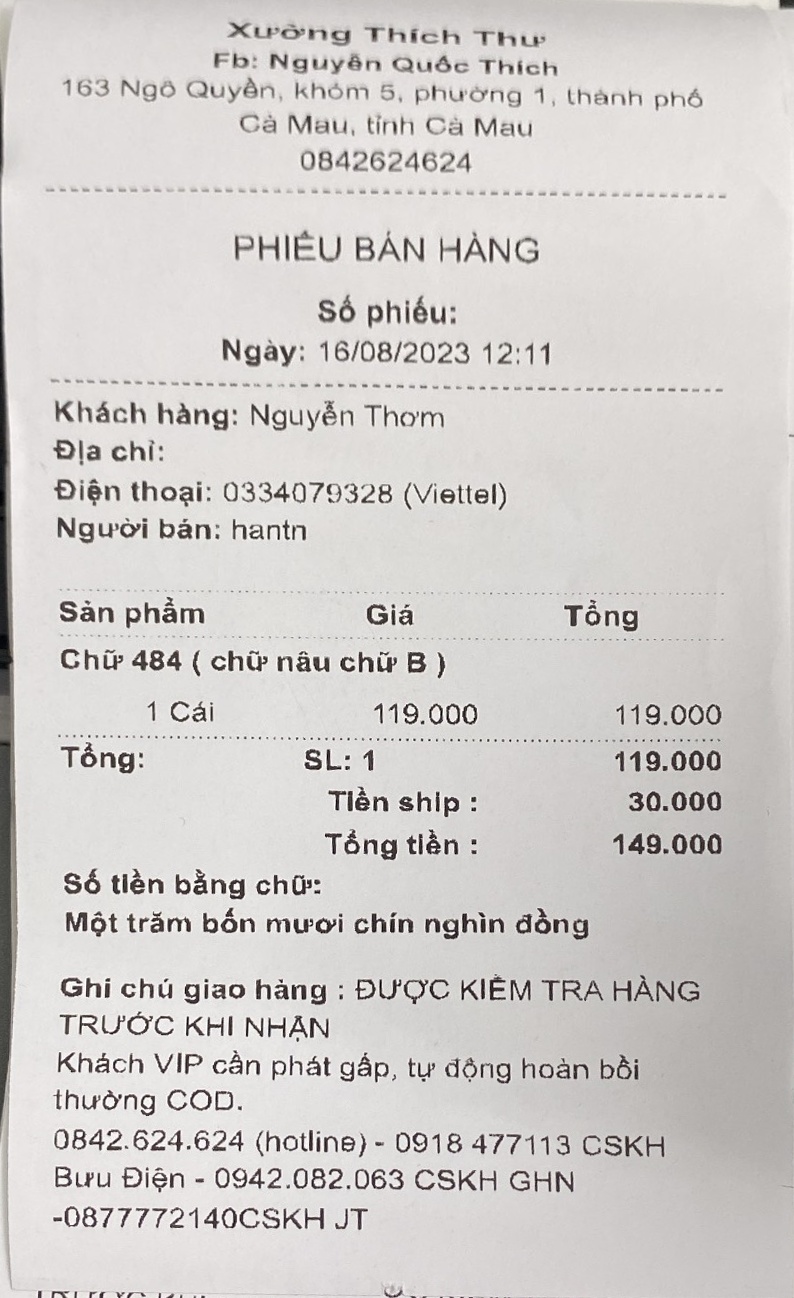 Xưởng Thích Thư
Fb: Nguyễn Quốc Thích
163 Ngô Quyền, khóm 5, phường 1, thành phố
Cà Mau, tỉnh Cà Mau
0842624624
PHIẾU BÁN HÀNG
Số phiếu:
Ngày: 16/08/2023 12:11
Khách hàng: Nguyễn Thơm
Địa chỉ:
Điện thoại: 0334079328 (Viettel)
Người bán: hantn
Sản phẩm Giá Tổng
Chữ 484 ( chữ nâu chữ B )
1 Cái 119.000 119.000
Tổng: SL: 1 119.000
Tiền ship : 30.000
Tổng tiền : 149.000
Số tiền bằng chữ:
Một trăm bốn mươi chín nghìn đồng
Ghi chú giao hàng : ĐƯỢC KIỂM TRA HÀNG
TRƯỚC KHI NHẬN
Khách VIP cần phát gấp, tự động hoàn bồi
thường COD.
0842.624.624 (hotline) - 0918 477113 CSKH
Bưu Điện - 0942.082.063 CSKH GHN
-0877772140CSKH JT